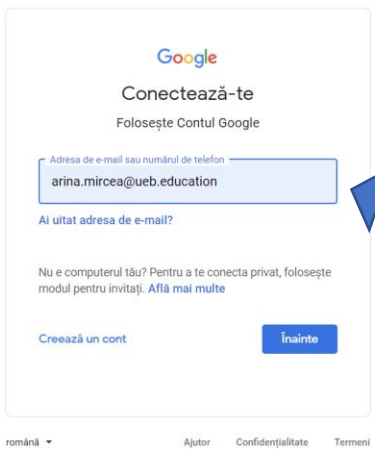 Google
Conectează-te
Folosește Contul Google
Adresa de e-mail sau numărul de telefon
arina.mircea@ueb.education
Ai uitat adresa de e-mail?
Nu e computerul tău? Pentru a te conecta privat, folosește
modul pentru invitați. Află mai multe
Creează un cont Înainte
română Ajutor Confidențialitate Termeni